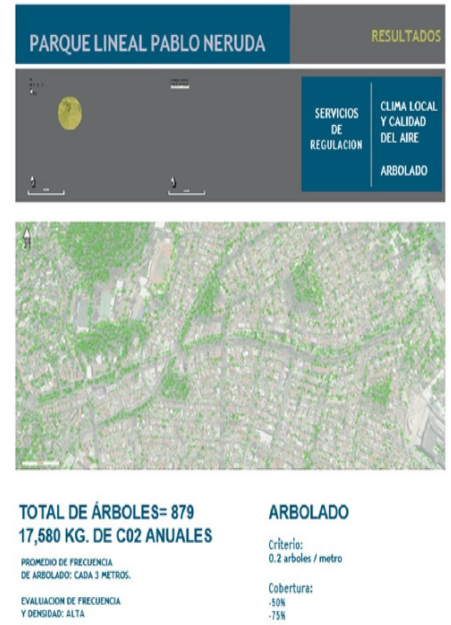 PARQUE LINEAL PABLO NERUDA
RESULTADOS
SERVICIOS
DE
REGULACION
CLIMA LOCAL
Y CALIDAD
DEL AIRE
ARBOLADO
TOTAL DE ÁRBOLES= 879
17,580 KG. DE C02 ANUALES
PROMEDIO DE FRECUENCIA
DE ARBOLADO: CADA 3 METROS.
EVALUACION DE FRECUENCIA
Y DENSIDAD: ALTA
ARBOLADO
Criterio:
0.2 arboles / metro
Cobertura:
-50%
-75%